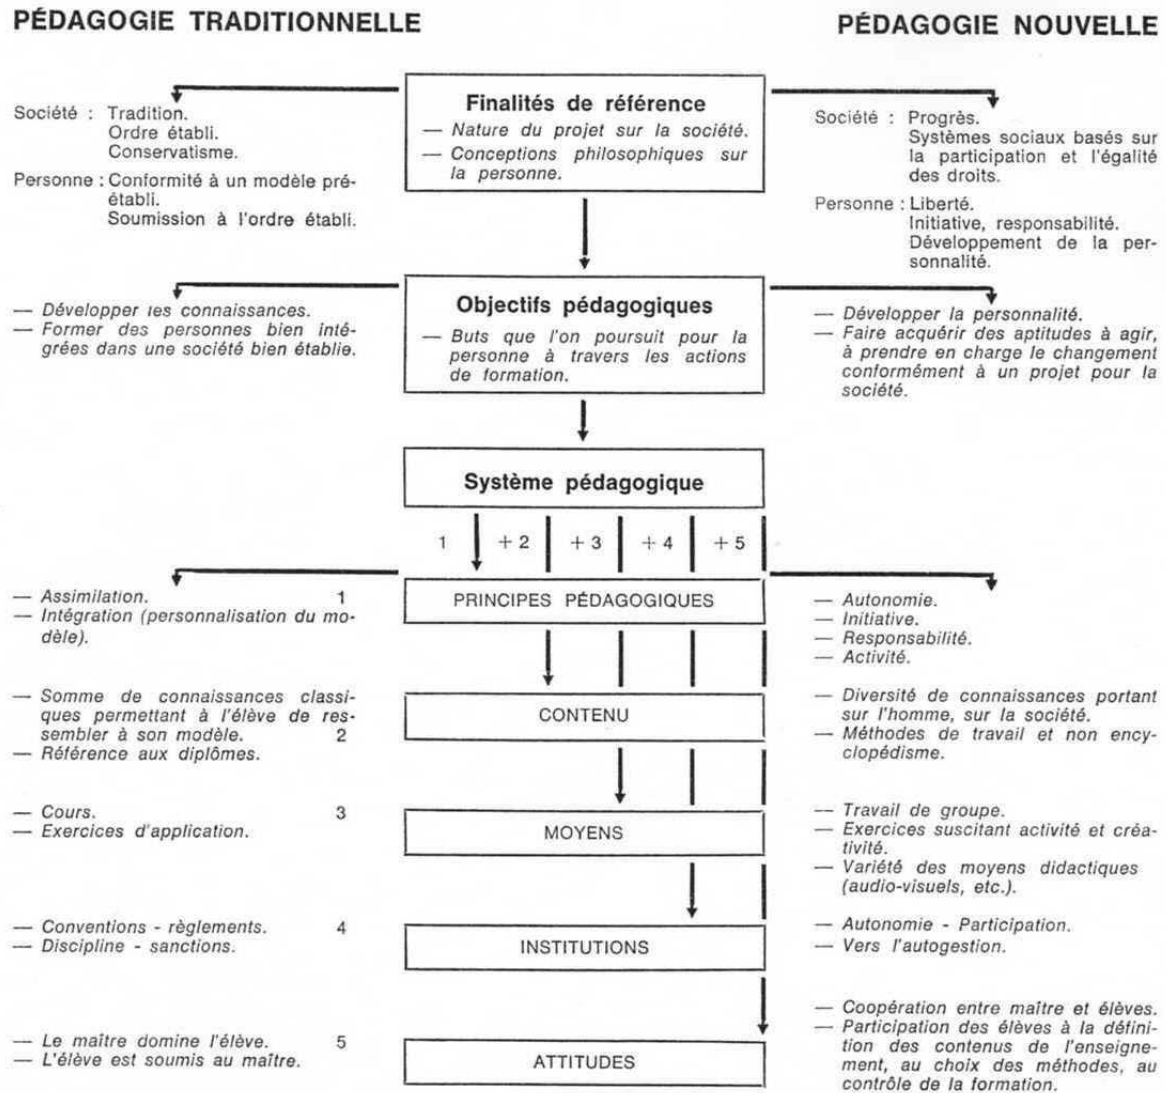 PÉDAGOGIE TRADITIONNELLE
PÉDAGOGIE NOUVELLE
Société : Tradition.
Ordre établi.
Conservatisme.
Personne : Conformité à un modèle pré-
établi.
Soumission à l'ordre établi.
Finalités de référence
— Nature du projet sur la société.
— Conceptions philosophiques sur
la personne.
Société : Progrès.
Systèmes sociaux basés sur
la participation et l'égalité
des droits.
Personne : Liberté.
Initiative, responsabilité.
Développement de la per-
sonnalité.
— Développer les connaissances.
— Former des personnes bien inté-
grées dans une société bien établie.
Objectifs pédagogiques
— Buts que l'on poursuit pour la
personne à travers les actions
de formation.
— Développer la personnalité.
— Faire acquérir des aptitudes à agir,
à prendre en charge le changement
conformément à un projet pour la
société.
Système pédagogique
1 + 2 + 3 + 4 + 5
— Assimilation. 1
— Intégration (personnalisation du mo-
dèle).
PRINCIPES PÉDAGOGIQUES
— Autonomie.
— Initiative.
— Responsabilité.
— Activité.
— Somme de connaissances classi-
ques permettant à l'élève de res-
sembler à son modèle. 2
— Référence aux diplômes.
CONTENU
— Diversité de connaissances portant
sur l'homme, sur la société.
— Méthodes de travail et non ency-
clopédisme.
— Cours. 3
— Exercices d'application.
MOYENS
— Travail de groupe.
— Exercices suscitant activité et créa-
tivité.
— Variété des moyens didactiques
(audio-visuels, etc.).
— Conventions - règlements. 4
— Discipline - sanctions.
INSTITUTIONS
— Autonomie - Participation.
— Vers l'autogestion.
— Le maître domine l'élève. 5
— L'élève est soumis au maître.
ATTITUDES
— Coopération entre maître et élèves.
— Participation des élèves à la défini-
tion des contenus de l'enseigne-
ment, au choix des méthodes, au
contrôle de la formation.